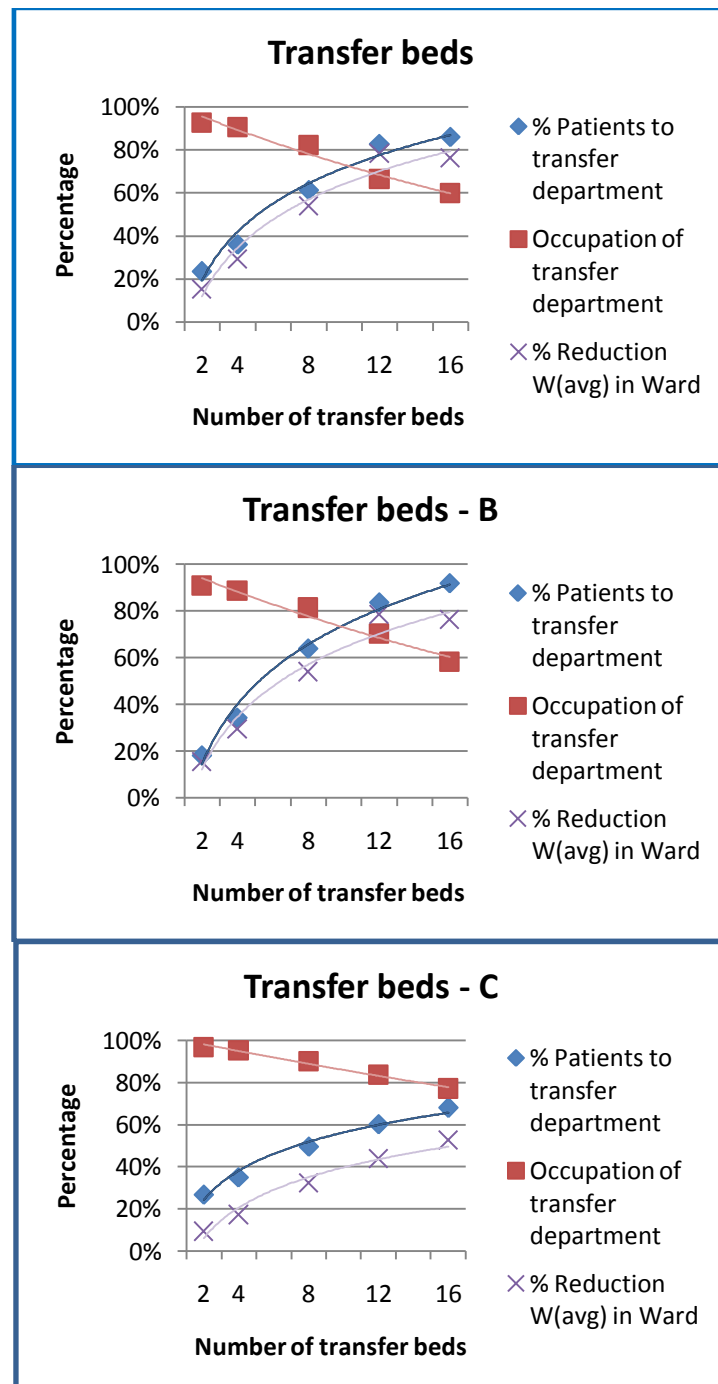 Transfer beds
Percentage
100%
80%
60%
40%
20%
0%
2 4 8 12 16
Number of transfer beds
% Patients to
transfer
department
Occupation of
transfer
department
% Reduction
W(avg) in Ward
Transfer beds - B
Percentage
100%
80%
60%
40%
20%
0%
2 4 8 12 16
Number of transfer beds
% Patients to
transfer
department
Occupation of
transfer
department
% Reduction
W(avg) in Ward
Transfer beds - C
Percentage
100%
80%
60%
40%
20%
0%
2 4 8 12 16
Number of transfer beds
% Patients to
transfer
department
Occupation of
transfer
department
% Reduction
W(avg) in Ward